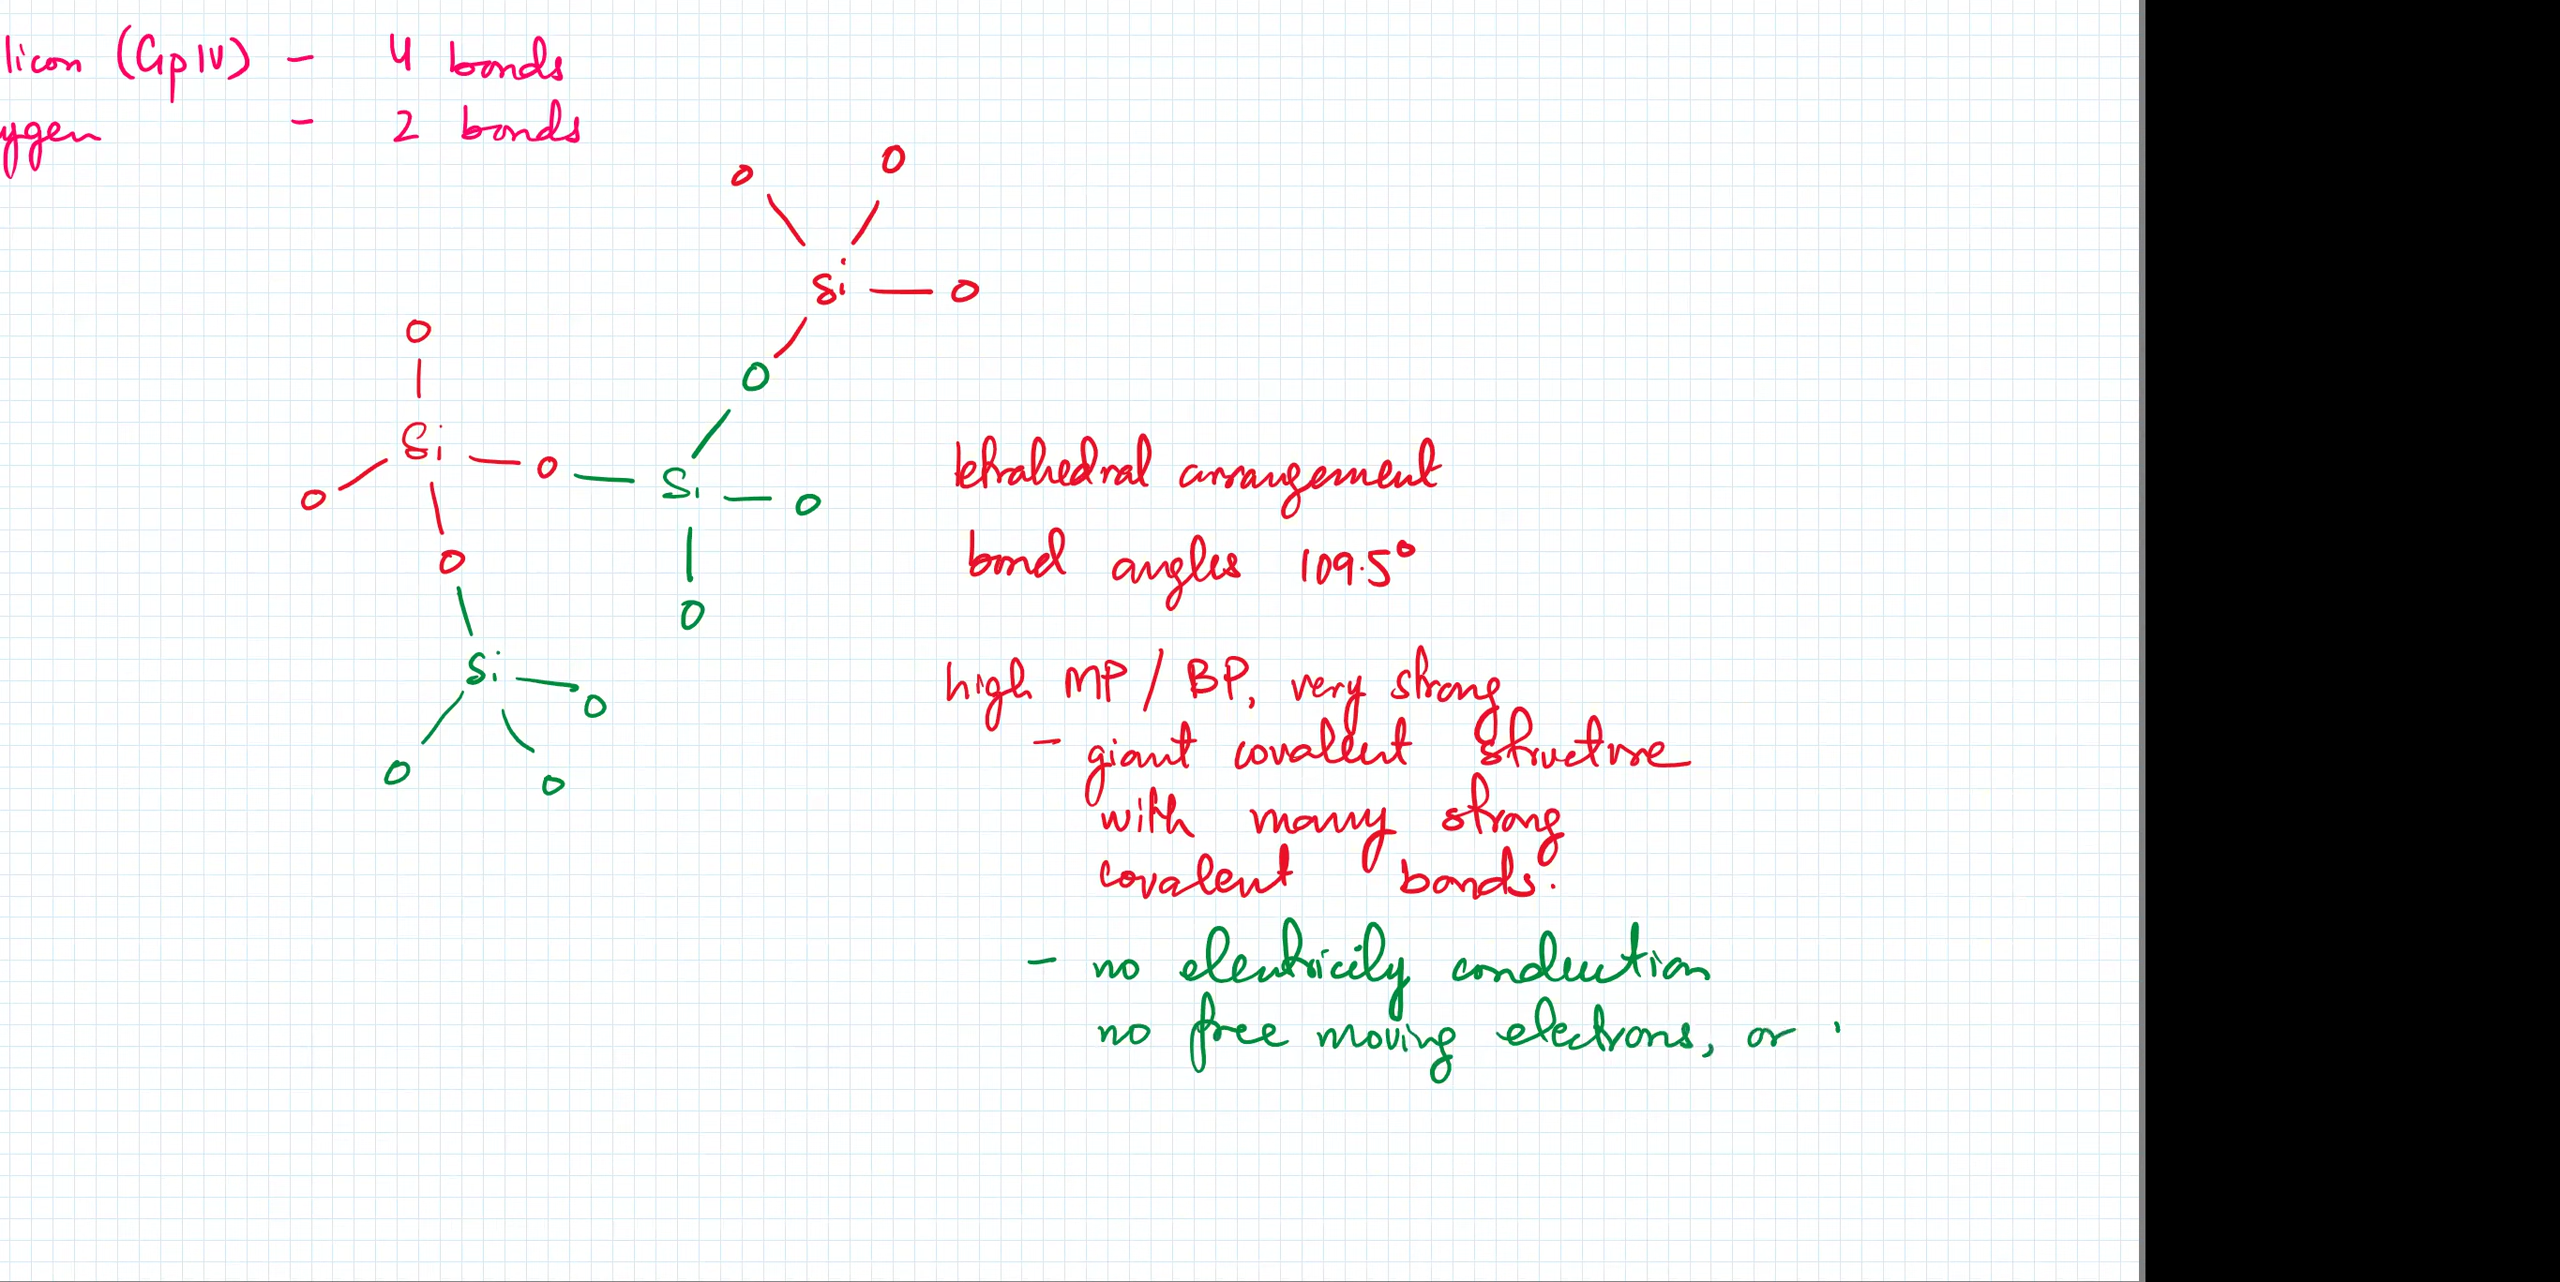 licon (Gp IV) - 4 bonds
ygen - 2 bonds
O O
Si - O
O
O
Si - O - Si - O
O
O
O
Si - O
O O
tetrahedral arrangement
bond angles 109.5°
high MP / BP, very strong
- giant covalent structure
with many strong
covalent bonds.
- no electricity conduction
no free moving electrons, or